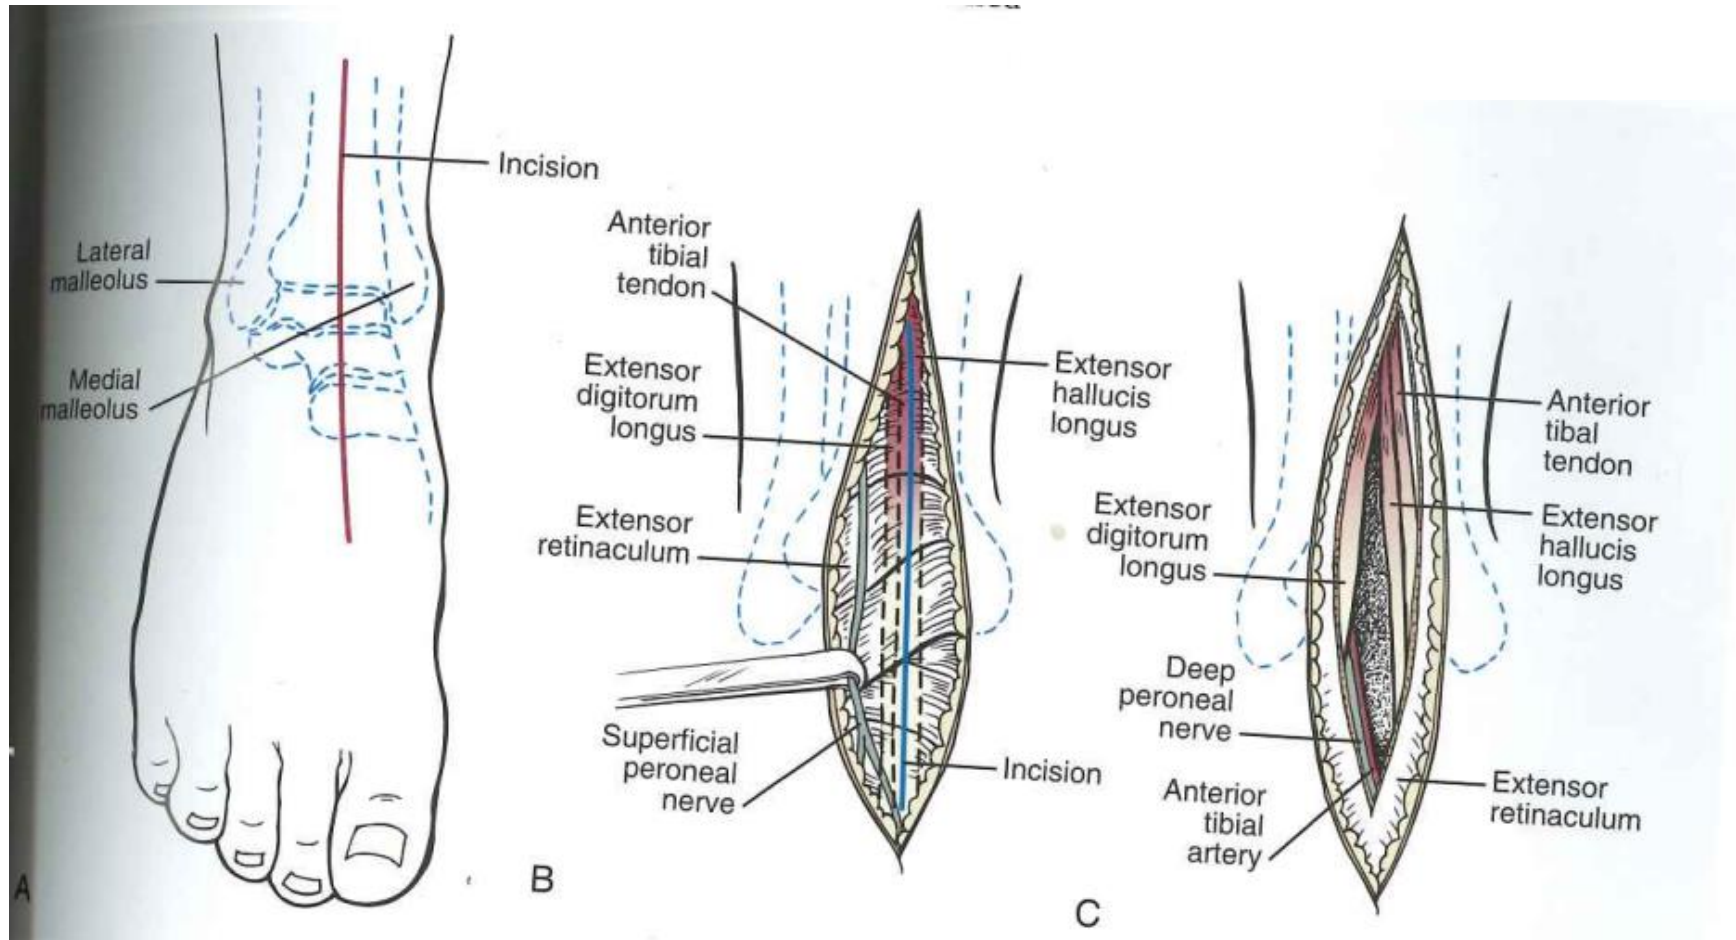 Incision
Lateral
malleolus
Medial
malleolus
A
Anterior
tibial
tendon
Extensor
digitorum
longus
Extensor
retinaculum
Superficial
peroneal
nerve
Extensor
hallucis
longus
Incision
B
Anterior
tibal
tendon
Extensor
hallucis
longus
Extensor
digitorum
longus
Deep
peroneal
nerve
Anterior
tibial
artery
Extensor
retinaculum
C